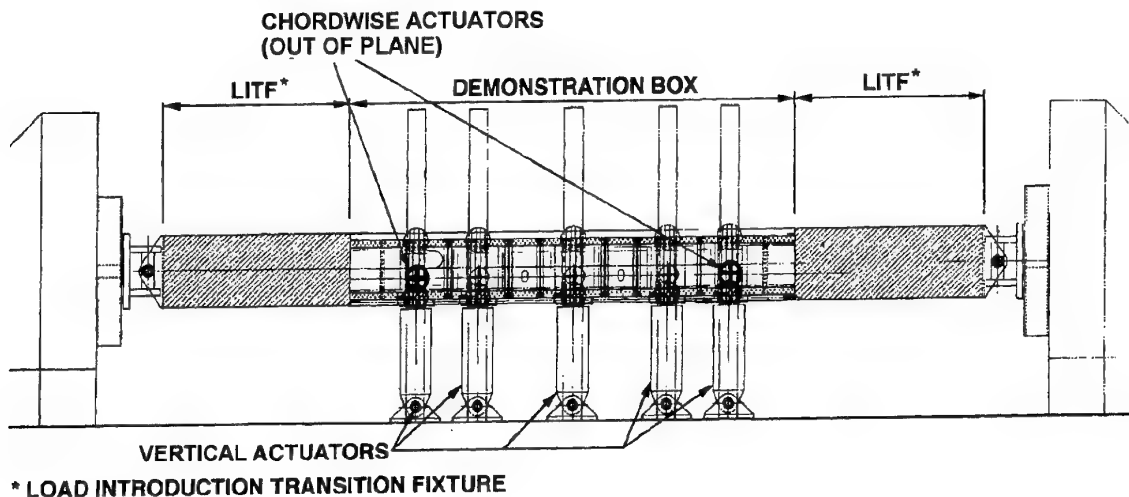 CHORDWISE ACTUATORS
(OUT OF PLANE)
LITF*
DEMONSTRATION BOX
LITF*
VERTICAL ACTUATORS
* LOAD INTRODUCTION TRANSITION FIXTURE